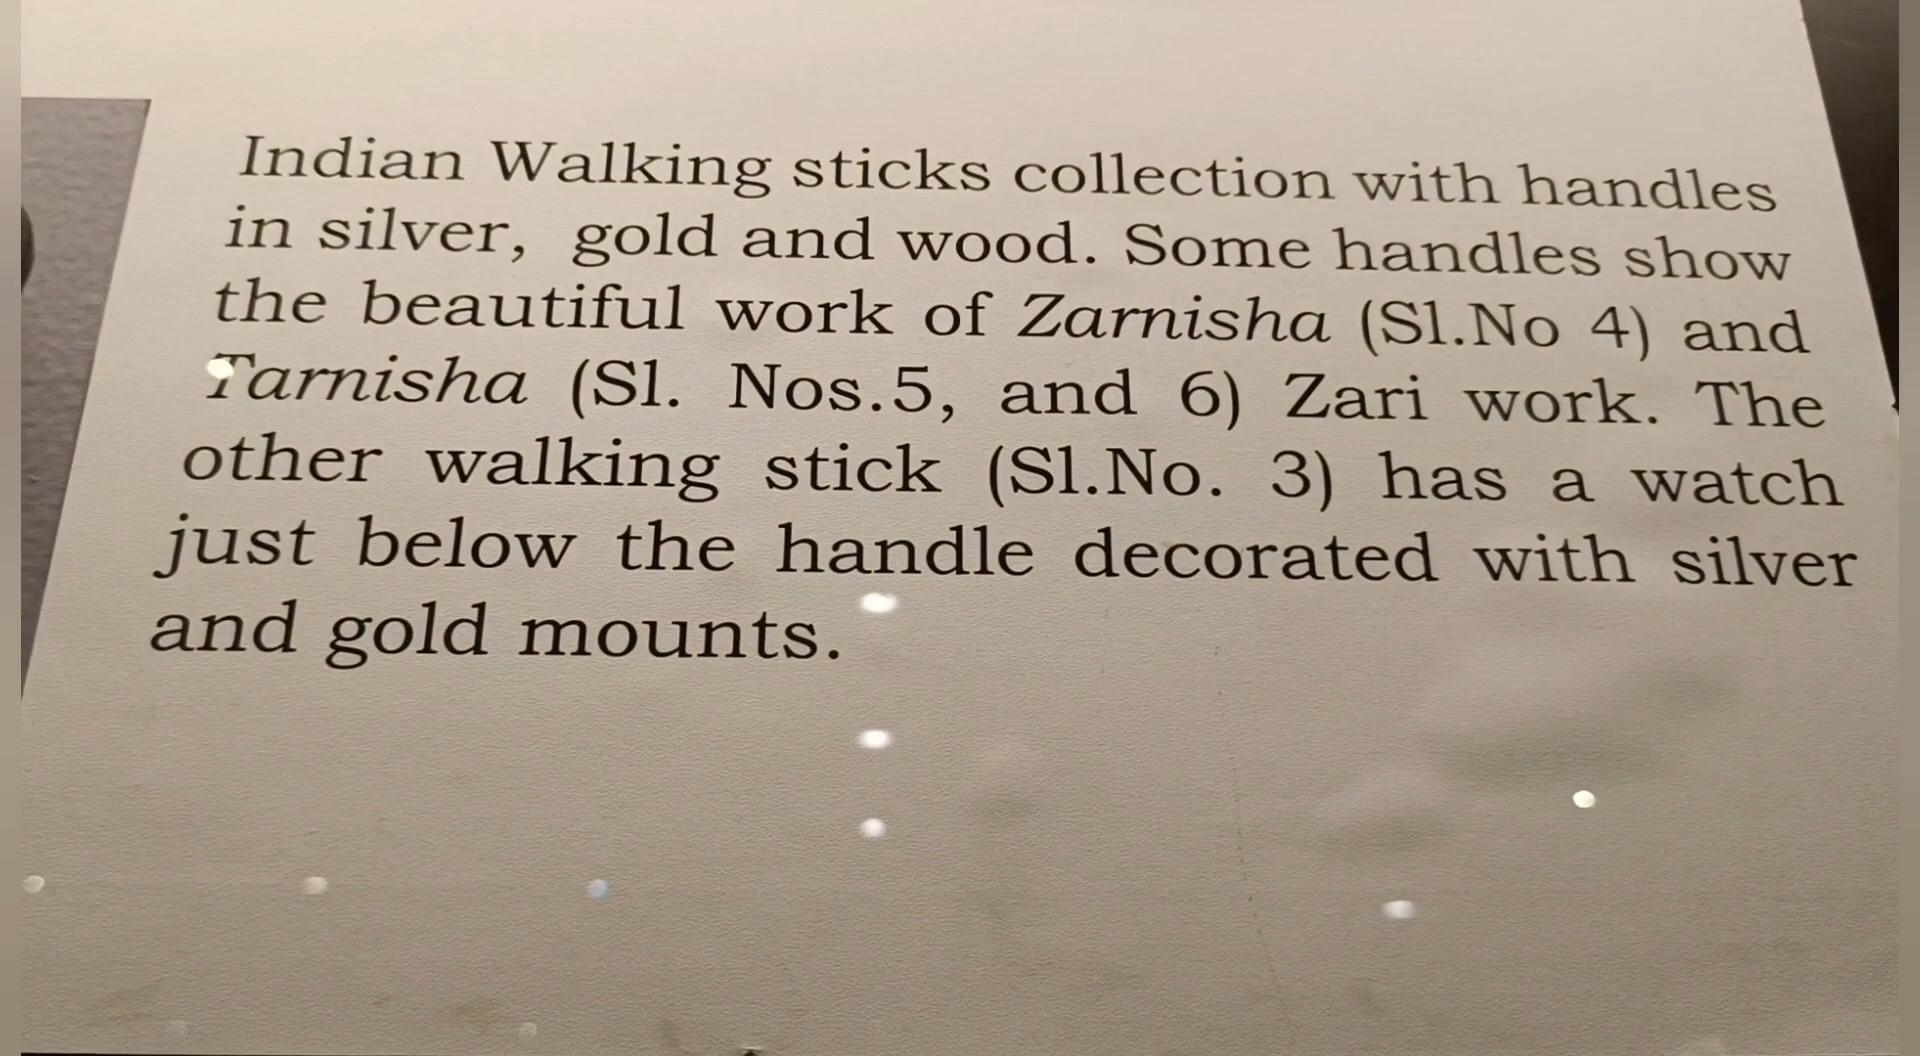 Indian Walking sticks collection with handles
in silver, gold and wood. Some handles show
the beautiful work of Zarnisha (Sl.No 4) and
Tarnisha (Sl. Nos.5, and 6) Zari work. The
other walking stick (Sl.No. 3) has a watch
just below the handle decorated with silver
and gold mounts.